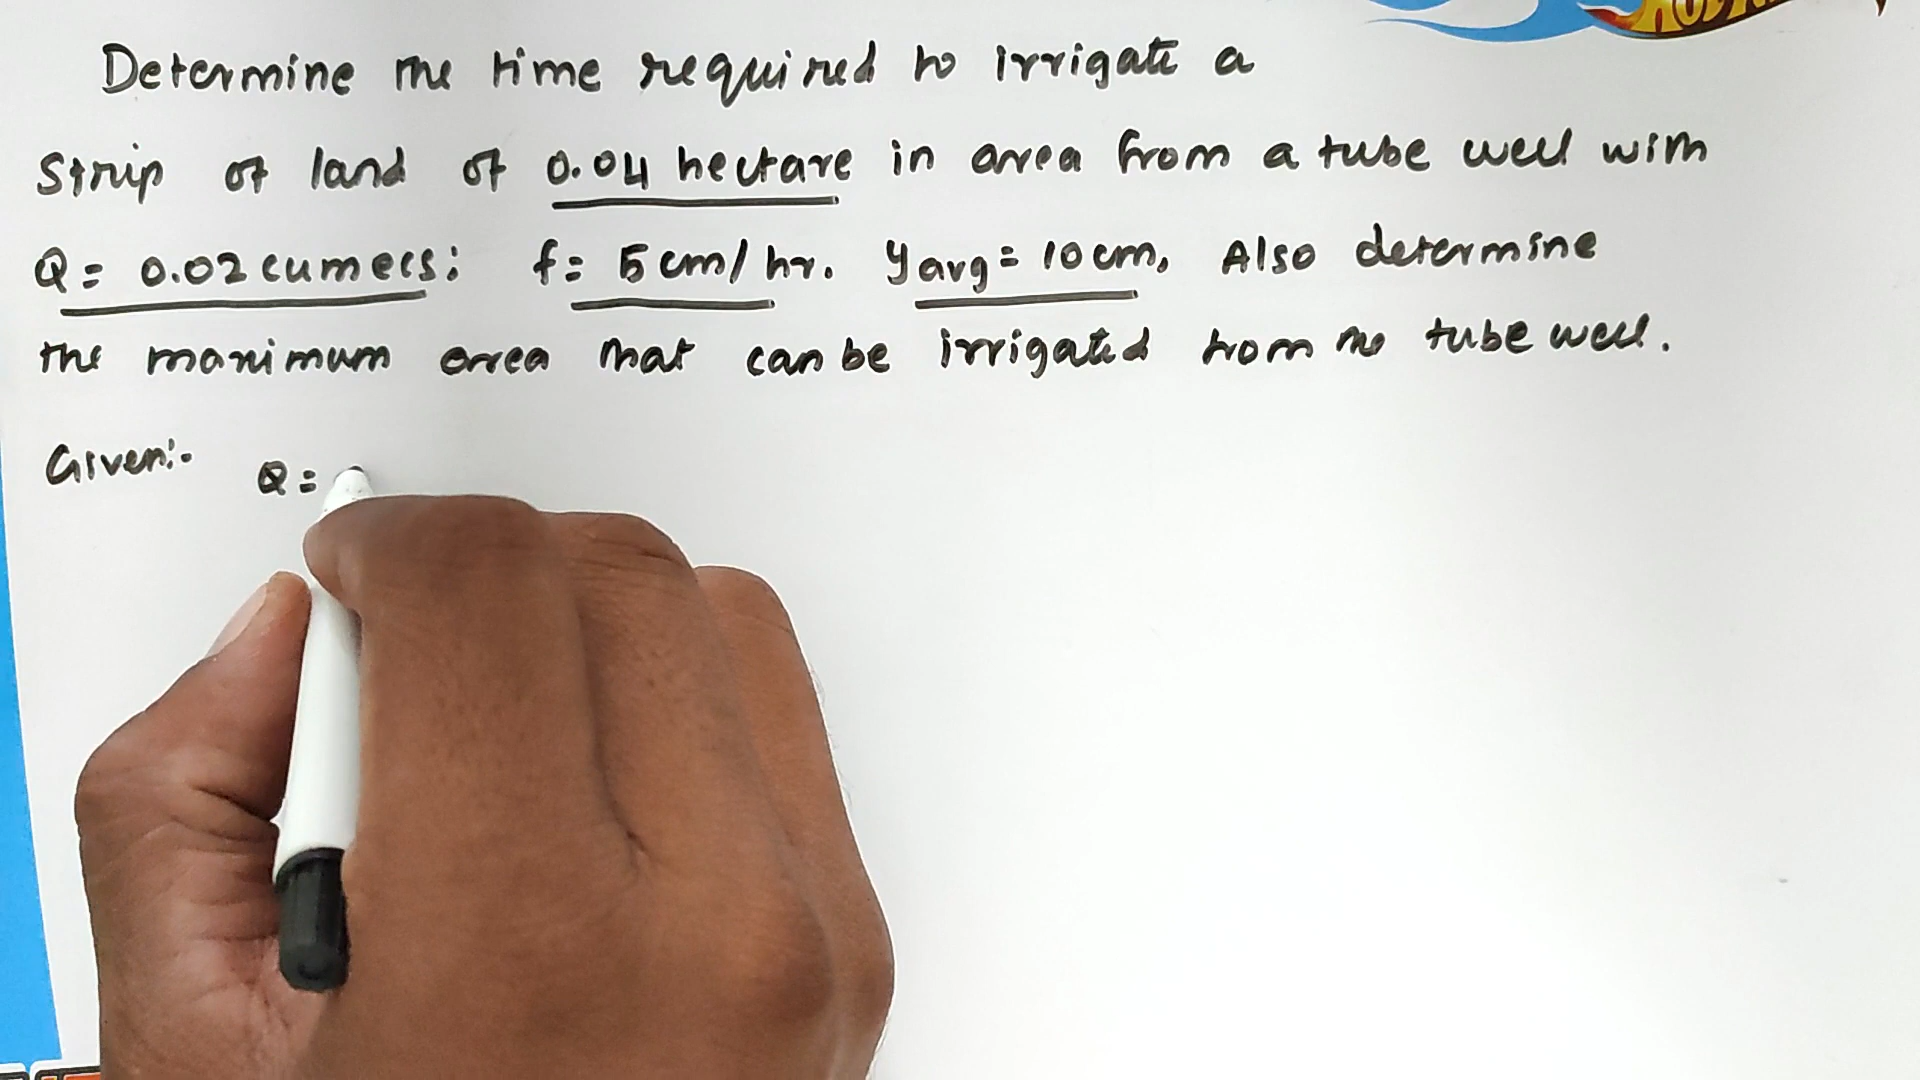 Determine the time required to irrigate a
Strip of land of 0.04 hectare in area from a tube well with
Q = 0.02 cumecs; f = 5 cm/hr. yavg = 10 cm, Also determine
the maximum area that can be irrigated from the tube well.
Given:- Q =